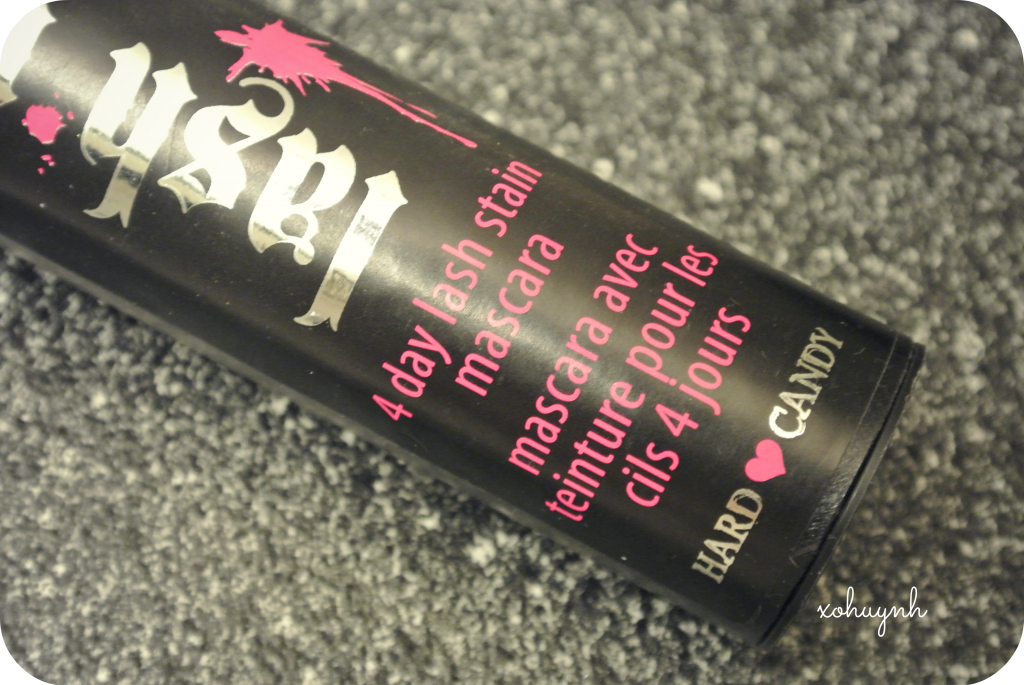 lash
4 day lash stain
mascara
mascara avec
teinture pour les
cils 4 jours
HARD CANDY
xohuynh